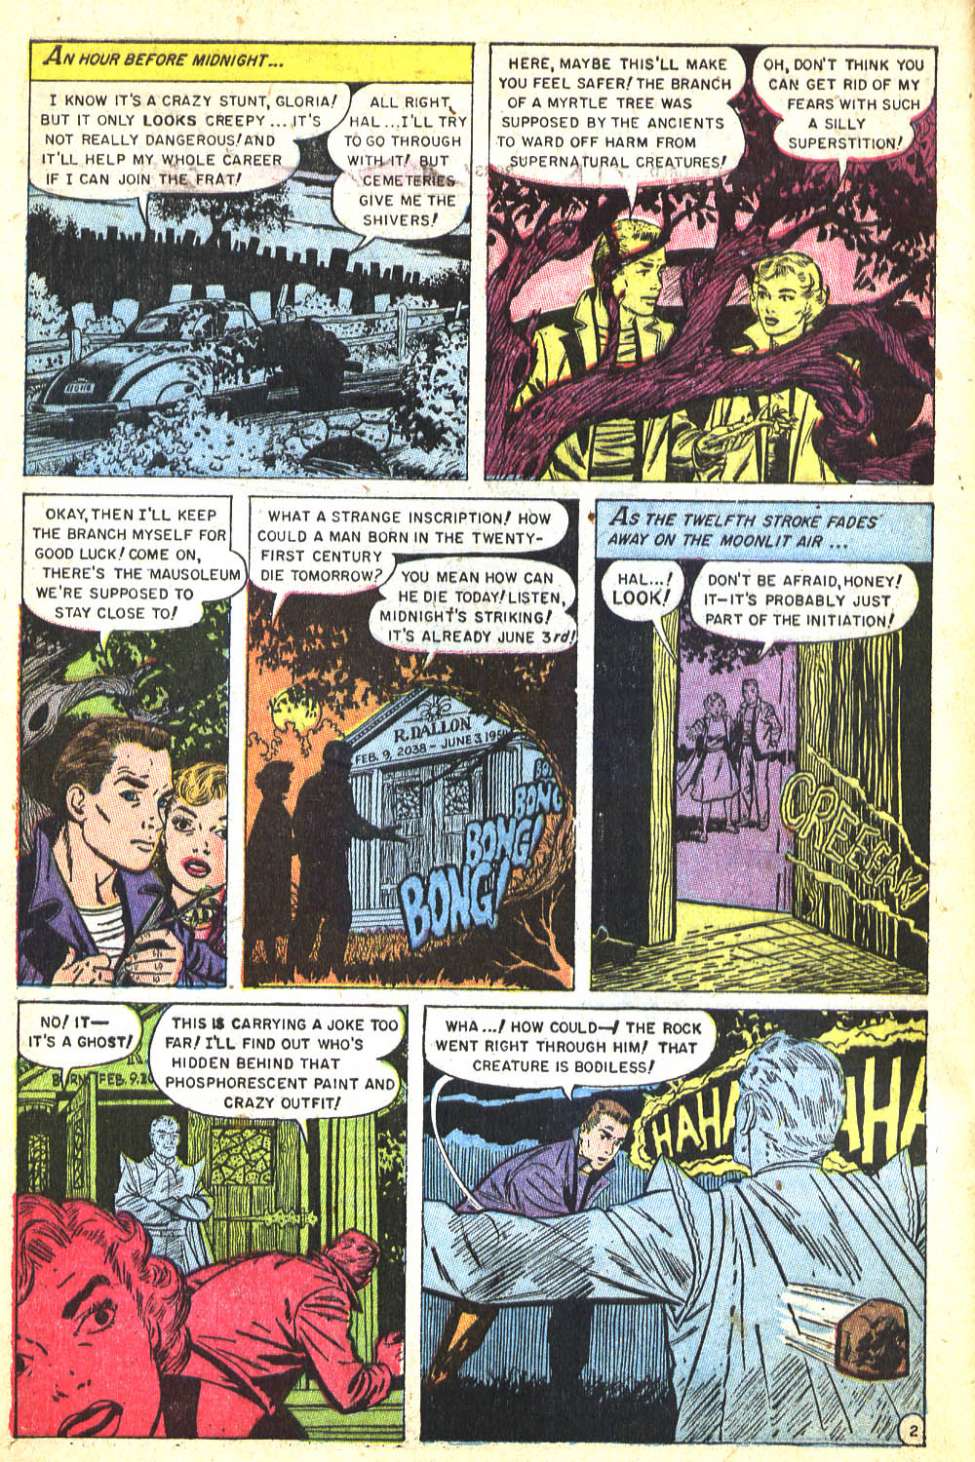 AN HOUR BEFORE MIDNIGHT...
I KNOW IT'S A CRAZY STUNT, GLORIA!
BUT IT ONLY LOOKS CREEPY... IT'S
NOT REALLY DANGEROUS! AND
IT'LL HELP MY WHOLE CAREER
IF I CAN JOIN THE FRAT!
ALL RIGHT,
HAL...I'LL TRY
TO GO THROUGH
WITH IT! BUT
CEMETERIES
GIVE ME THE
SHIVERS!
HERE, MAYBE THIS'LL MAKE
YOU FEEL SAFER! THE BRANCH
OF A MYRTLE TREE WAS
SUPPOSED BY THE ANCIENTS
TO WARD OFF HARM FROM
SUPERNATURAL CREATURES!
OH, DON'T THINK YOU
CAN GET RID OF MY
FEARS WITH SUCH
A SILLY
SUPERSTITION!
OKAY, THEN I'LL KEEP
THE BRANCH MYSELF FOR
GOOD LUCK! COME ON,
THERE'S THE MAUSOLEUM
WE'RE SUPPOSED TO
STAY CLOSE TO!
WHAT A STRANGE INSCRIPTION! HOW
COULD A MAN BORN IN THE TWENTY-
FIRST CENTURY
DIE TOMORROW?
YOU MEAN HOW CAN
HE DIE TODAY! LISTEN,
MIDNIGHT'S STRIKING!
IT'S ALREADY JUNE 3rd!
R. DALLON
FEB. 9, 2038 - JUNE 3, 195
BONG
BONG!
BONG!
AS THE TWELFTH STROKE FADES
AWAY ON THE MOONLIT AIR...
HAL...!
LOOK!
DON'T BE AFRAID, HONEY!
IT-IT'S PROBABLY JUST
PART OF THE INITIATION!
CREEEAK!
NO! IT—
IT'S A GHOST!
THIS IS CARRYING A JOKE TOO
FAR! I'LL FIND OUT WHO'S
HIDDEN BEHIND THAT
PHOSPHORESCENT PAINT AND
CRAZY OUTFIT!
BORN FEB. 9, 20
WHA...! HOW COULD—! THE ROCK
WENT RIGHT THROUGH HIM! THAT
CREATURE IS BODILESS!
HAHA HAHA
2